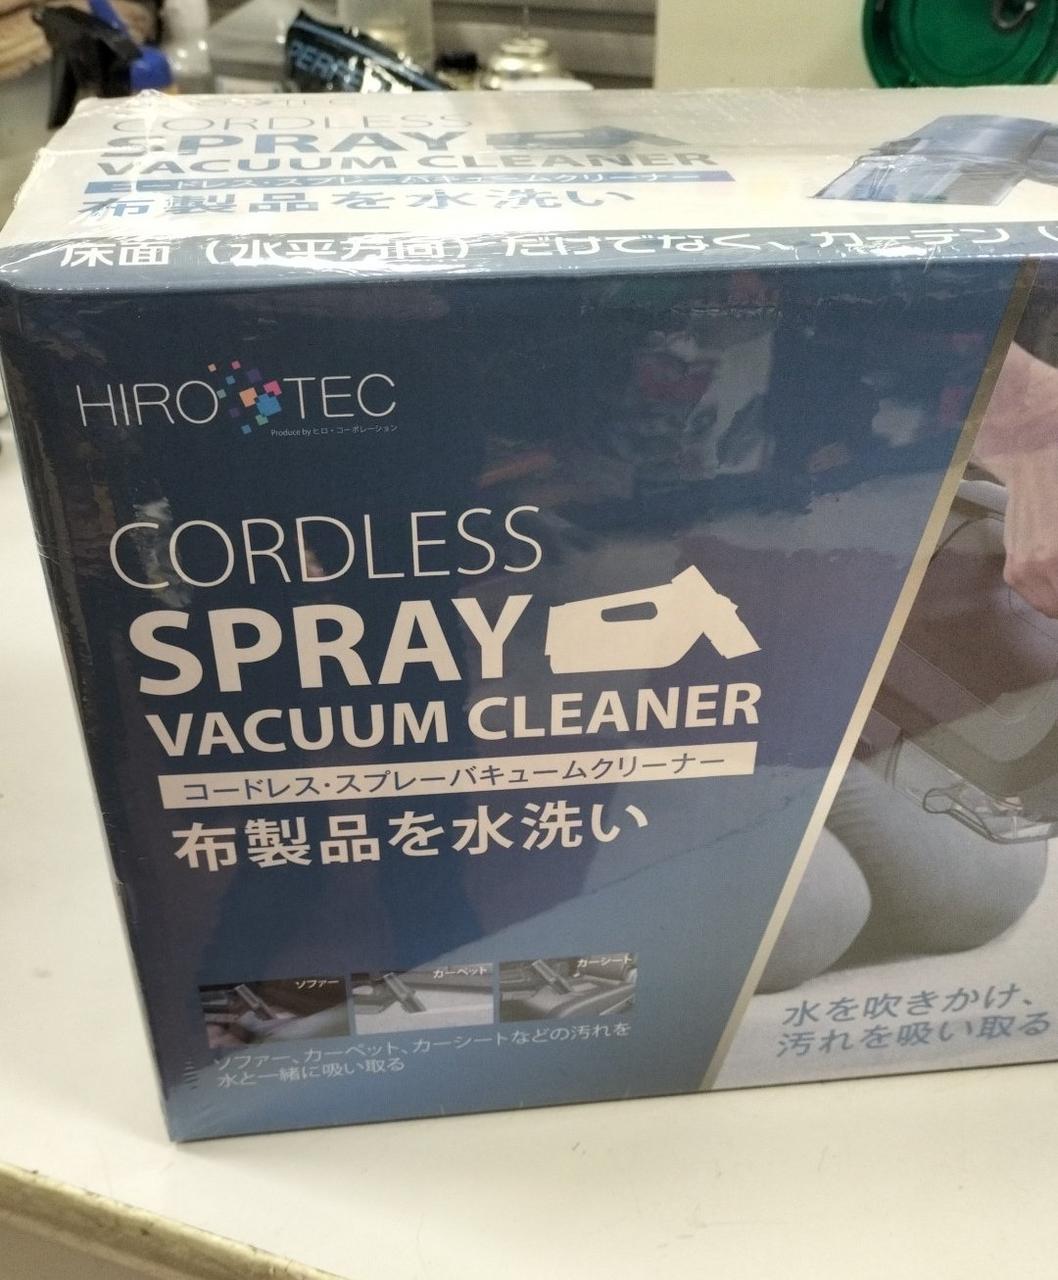 PERFE
HIRO TEC
CORDLESS
SPRAY
VACUUM CLEANER
コードレス・スプレーバキュームクリーナー
布製品を水洗い
床面（水平方向）だけでなく、カーテン（
HIRO TEC
Produce by ヒロ・コーポレーション
CORDLESS
SPRAY
VACUUM CLEANER
コードレス・スプレーバキュームクリーナー
布製品を水洗い
ソファー
カーペット
カーシート
ソファー、カーペット、カーシートなどの汚れを
水と一緒に吸い取る
水を吹きかけ、
汚れを吸い取る